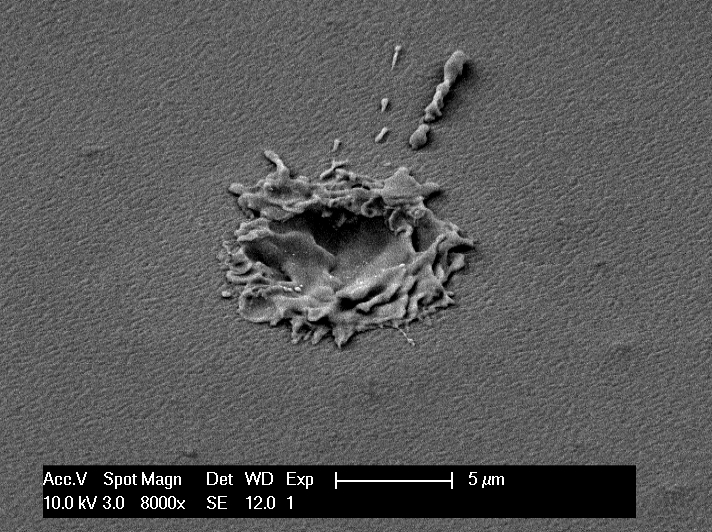 Acc.V Spot Magn Det WD Exp 5 µm
10.0 kV 3.0 8000x SE 12.0 1